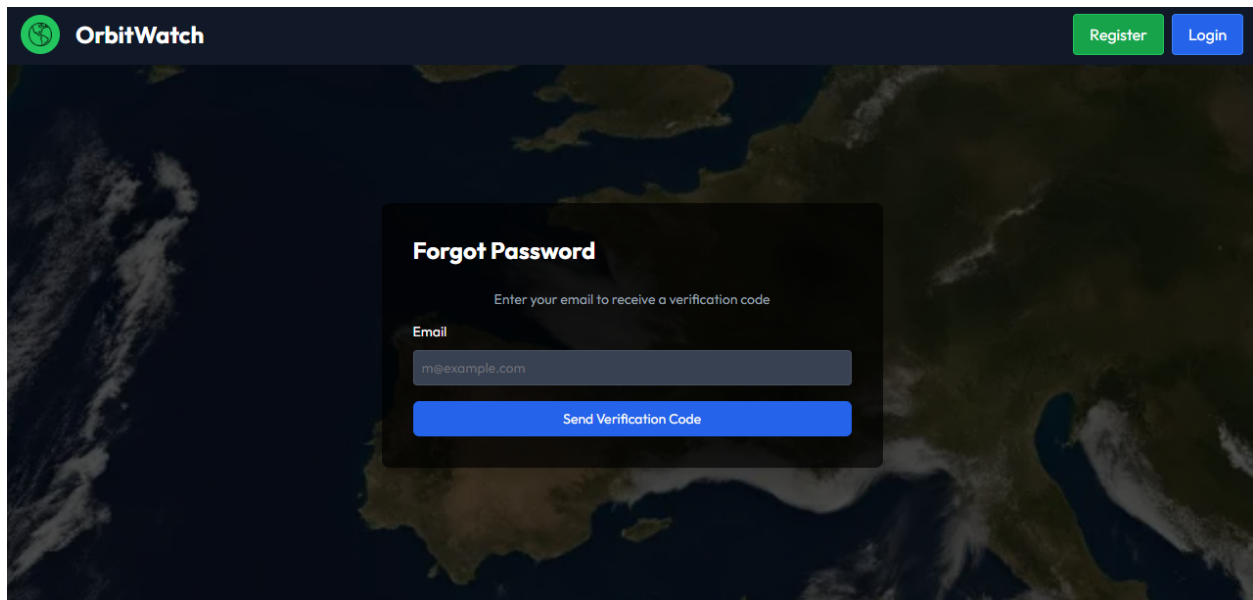 OrbitWatch
Register
Login
Forgot Password
Enter your email to receive a verification code
Email
m@example.com
Send Verification Code